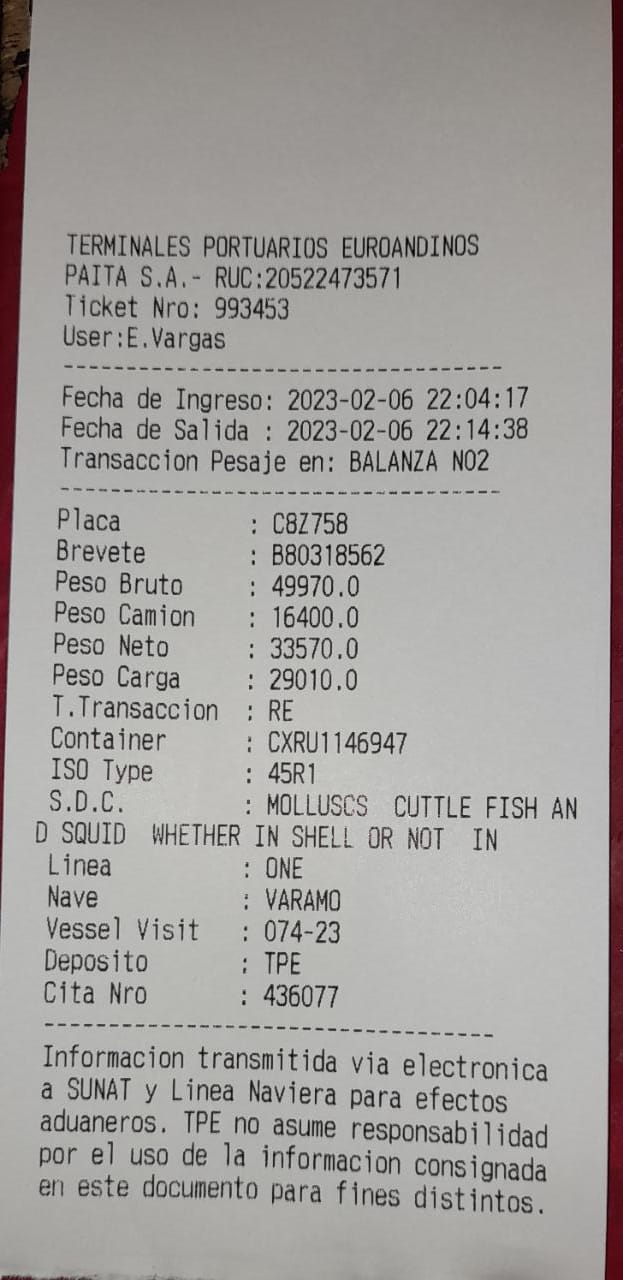 TERMINALES PORTUARIOS EUROANDINOS
PAITA S.A.- RUC:20522473571
Ticket Nro: 993453
User:E.Vargas
-----------------------------------
Fecha de Ingreso: 2023-02-06 22:04:17
Fecha de Salida : 2023-02-06 22:14:38
Transaccion Pesaje en: BALANZA NO2
-----------------------------------
Placa : C8Z758
Brevete : B80318562
Peso Bruto : 49970.0
Peso Camion : 16400.0
Peso Neto : 33570.0
Peso Carga : 29010.0
T.Transaccion : RE
Container : CXRU1146947
ISO Type : 45R1
S.D.C. : MOLLUSCS  CUTTLE FISH AN
D SQUID  WHETHER IN SHELL OR NOT  IN
Linea : ONE
Nave : VARAMO
Vessel Visit : 074-23
Deposito : TPE
Cita Nro : 436077
-----------------------------------
Informacion transmitida via electronica
a SUNAT y Linea Naviera para efectos
aduaneros. TPE no asume responsabilidad
por el uso de la informacion consignada
en este documento para fines distintos.